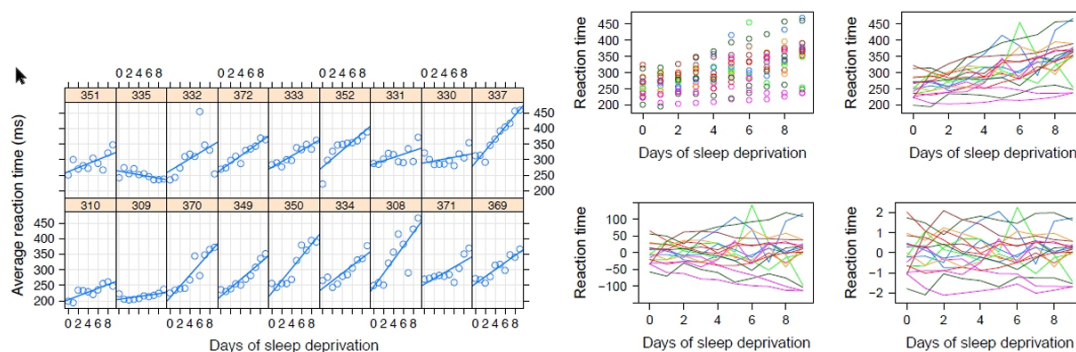 0 2 4 6 8 0 2 4 6 8 0 2 4 6 8 0 2 4 6 8
351 335 332 372 333 352 331 330 337
450
400
350
300
250
200
310 309 370 349 350 334 308 371 369
450
400
350
300
250
200
0 2 4 6 8 0 2 4 6 8 0 2 4 6 8 0 2 4 6 8 0 2 4 6 8
Average reaction time (ms)
Days of sleep deprivation
Reaction time
450
400
350
300
250
200
0 2 4 6 8
Days of sleep deprivation
Reaction time
450
400
350
300
250
200
0 2 4 6 8
Days of sleep deprivation
Reaction time
100
50
0
−50
−100
0 2 4 6 8
Days of sleep deprivation
Reaction time
2
1
0
−1
−2
0 2 4 6 8
Days of sleep deprivation